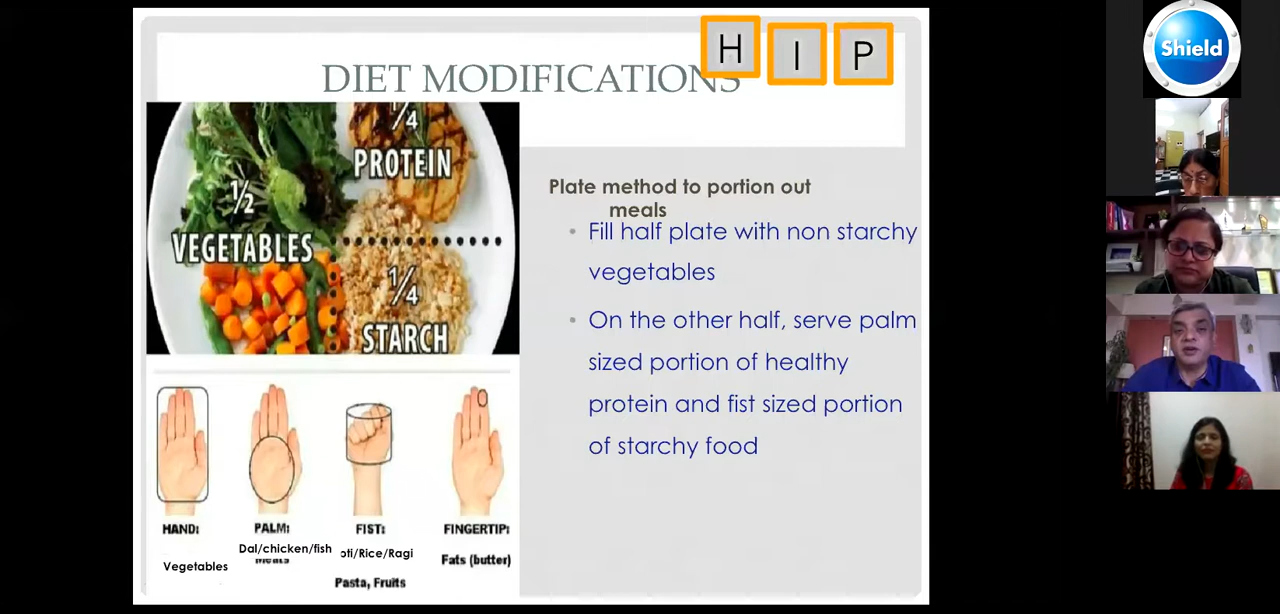 H I P
DIET MODIFICATIONS
Shield
1/4
PROTEIN
1/2
VEGETABLES
1/4
STARCH
Plate method to portion out
meals
• Fill half plate with non starchy
vegetables
• On the other half, serve palm
sized portion of healthy
protein and fist sized portion
of starchy food
HAND:
Vegetables
PALM:
Dal/chicken/fish
FIST:
oti/Rice/Ragi
Pasta, Fruits
FINGERTIP:
Fats (butter)